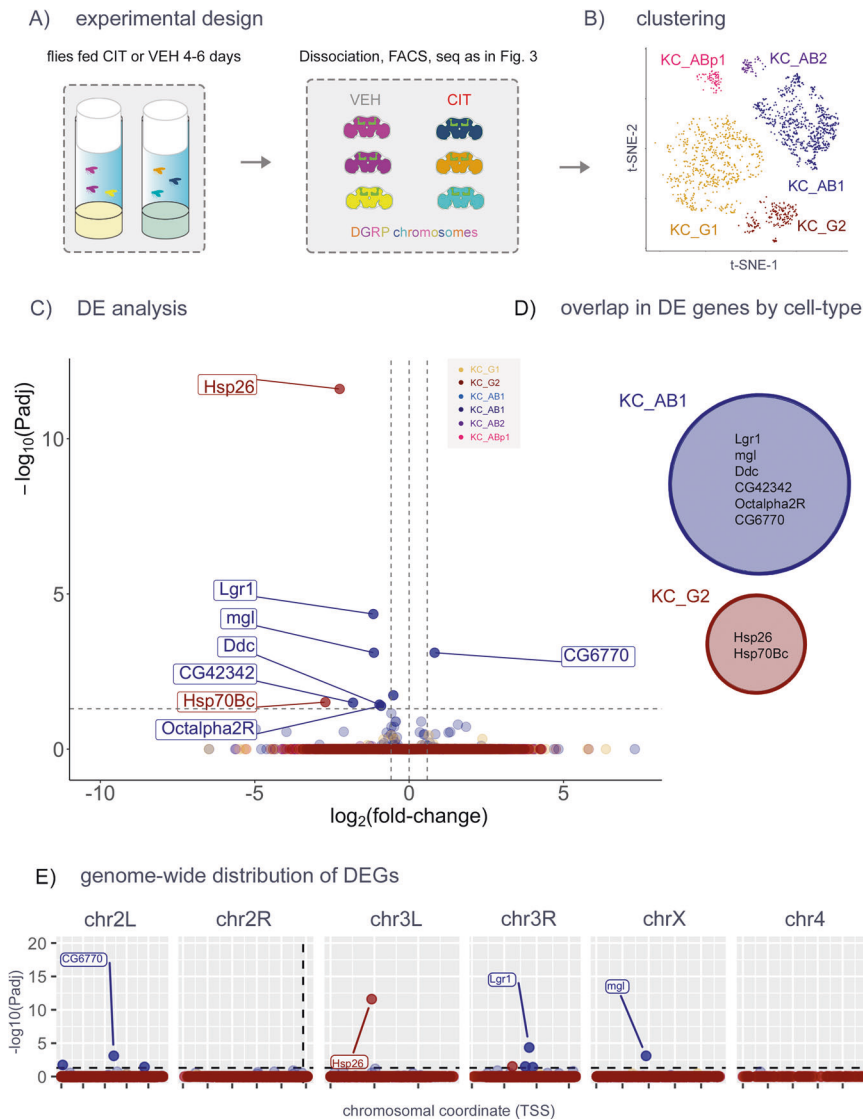 A) experimental design
flies fed CIT or VEH 4-6 days
Dissociation, FACS, seq as in Fig. 3
VEH CIT
DGRP chromosomes
B) clustering
KC_ABp1
KC_AB2
KC_AB1
KC_G1
KC_G2
t-SNE-2
t-SNE-1
C) DE analysis
Hsp26
KC_G1
KC_G2
KC_AB1
KC_AB1
KC_AB2
KC_ABp1
−log10(Padj)
10
5
0
Lgr1
mgl
Ddc
CG42342
Hsp70Bc
Octalpha2R
CG6770
-10 -5 0 5
log2(fold-change)
D) overlap in DE genes by cell-type
KC_AB1
Lgr1
mgl
Ddc
CG42342
Octalpha2R
CG6770
KC_G2
Hsp26
Hsp70Bc
E) genome-wide distribution of DEGs
chr2L chr2R chr3L chr3R chrX chr4
-log10(Padj)
20
15
10
5
0
CG6770
Hsp26
Lgr1
mgl
chromosomal coordinate (TSS)